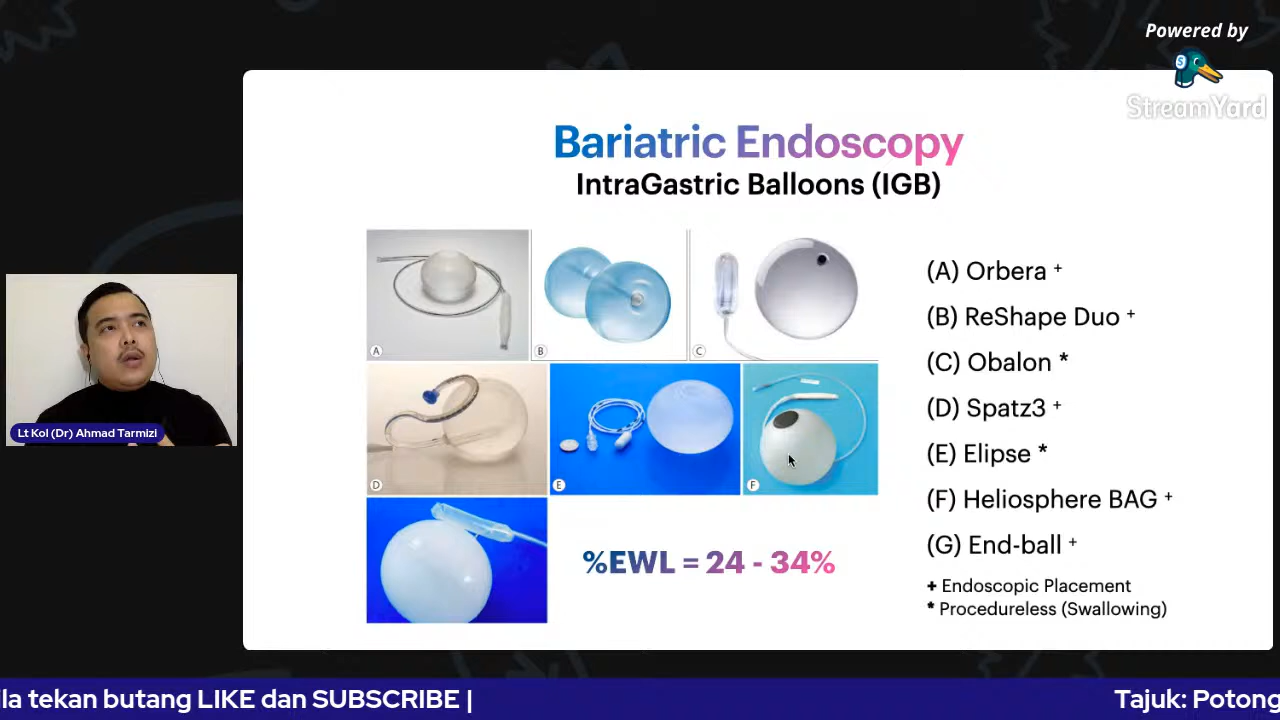 Powered by
StreamYard
Bariatric Endoscopy
IntraGastric Balloons (IGB)
A
B
C
D
E
F
(A) Orbera +
(B) ReShape Duo +
(C) Obalon *
(D) Spatz3 +
(E) Elipse *
(F) Heliosphere BAG +
(G) End-ball +
+ Endoscopic Placement
* Procedureless (Swallowing)
%EWL = 24 - 34%
Lt Kol (Dr) Ahmad Tarmizi
ila tekan butang LIKE dan SUBSCRIBE |
Tajuk: Potong